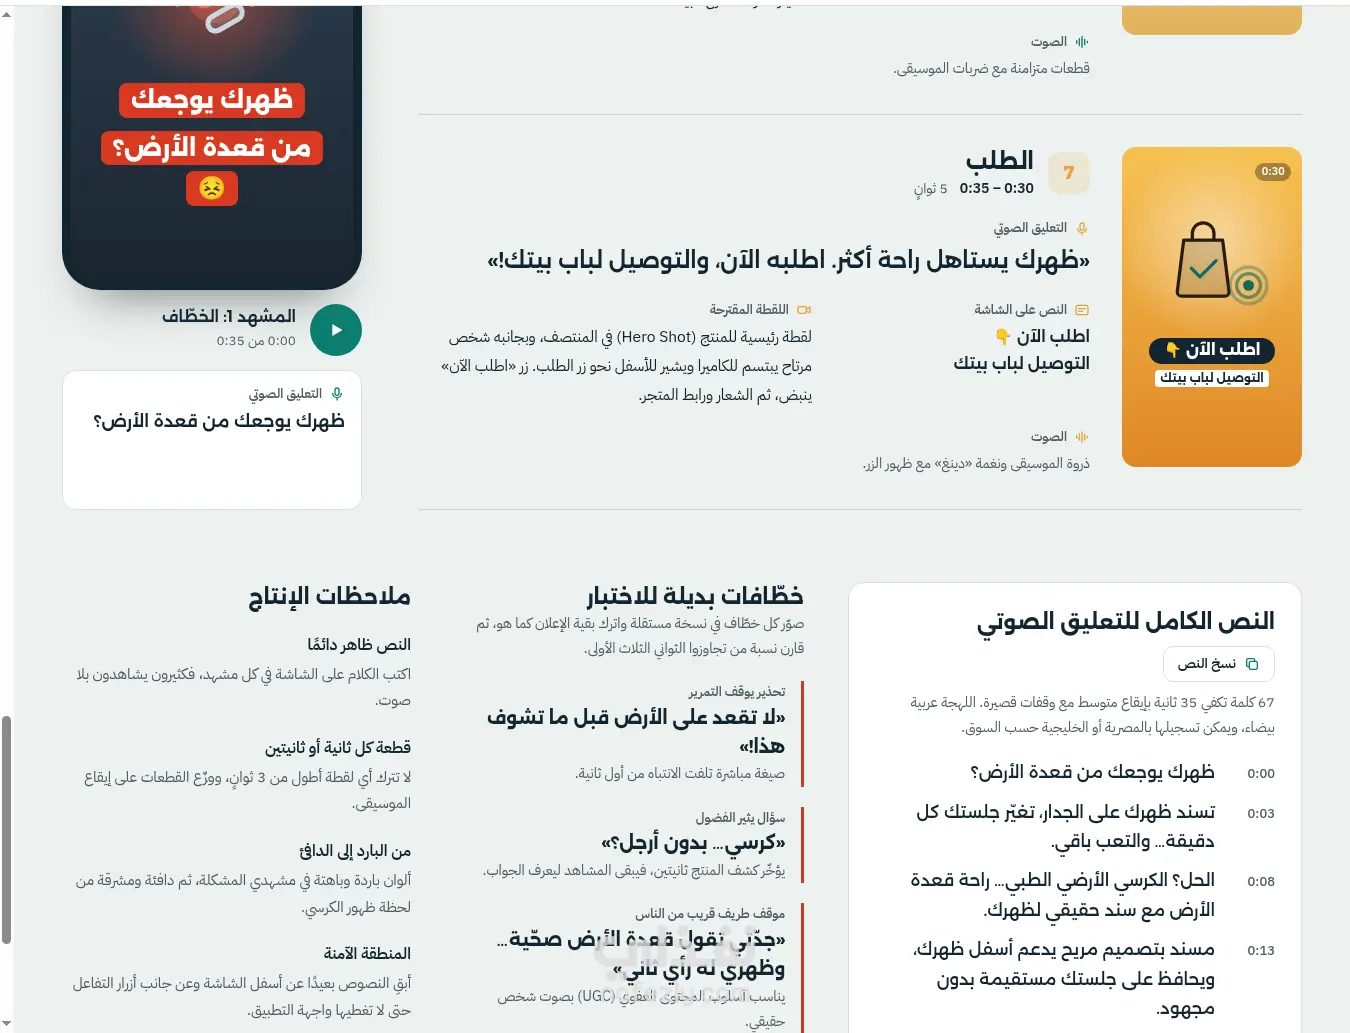 الصوت
قطعات متزامنة مع ضربات الموسيقى.
0:30
اطلب الآن 👇
التوصيل لباب بيتك
7
الطلب
0:30 – 0:35 5 ثوانٍ
التعليق الصوتي
«ظهرك يستاهل راحة أكثر. اطلبه الآن، والتوصيل لباب بيتك!»
النص على الشاشة
اطلب الآن 👇
التوصيل لباب بيتك
اللقطة المقترحة
لقطة رئيسية للمنتج (Hero Shot) في المنتصف، وبجانبه شخص
مرتاح يبتسم للكاميرا ويشير للأسفل نحو زر الطلب. زر «اطلب الآن»
ينبض، ثم الشعار ورابط المتجر.
الصوت
ذروة الموسيقى ونغمة «دينغ» مع ظهور الزر.
ظهرك يوجعك
من قعدة الأرض؟
😣
المشهد 1: الخطّاف
0:00 من 0:35
التعليق الصوتي
ظهرك يوجعك من قعدة الأرض؟
النص الكامل للتعليق الصوتي
نسخ النص
67 كلمة تكفي 35 ثانية بإيقاع متوسط مع وقفات قصيرة. اللهجة عربية
بيضاء، ويمكن تسجيلها بالمصرية أو الخليجية حسب السوق.
0:00 ظهرك يوجعك من قعدة الأرض؟
0:03 تسند ظهرك على الجدار، تغيّر جلستك كل
دقيقة… والتعب باقي.
0:08 الحل؟ الكرسي الأرضي الطبي… راحة قعدة
الأرض مع سند حقيقي لظهرك.
0:13 مسند بتصميم مريح يدعم أسفل ظهرك،
ويحافظ على جلستك مستقيمة بدون
مجهود.
خطّافات بديلة للاختبار
صوّر كل خطّاف في نسخة مستقلة واترك بقية الإعلان كما هو، ثم
قارن نسبة من تجاوزوا الثواني الثلاث الأولى.
تحذير يوقف التمرير
«لا تقعد على الأرض قبل ما تشوف
هذا!»
صيغة مباشرة تلفت الانتباه من أول ثانية.
سؤال يثير الفضول
«كرسي… بدون أرجل؟»
يؤخّر كشف المنتج ثانيتين، فيبقى المشاهد ليعرف الجواب.
موقف طريف قريب من الناس
«جدّتي تقول قعدة الأرض صحّية…
وظهري له رأي ثاني»
يناسب أسلوب المحتوى العفوي (UGC) بصوت شخص
حقيقي.
ملاحظات الإنتاج
النص ظاهر دائمًا
اكتب الكلام على الشاشة في كل مشهد، فكثيرون يشاهدون بلا
صوت.
قطعة كل ثانية أو ثانيتين
لا تترك أي لقطة أطول من 3 ثوانٍ، ووزّع القطعات على إيقاع
الموسيقى.
من البارد إلى الدافئ
ألوان باردة وباهتة في مشهدي المشكلة، ثم دافئة ومشرقة من
لحظة ظهور الكرسي.
المنطقة الآمنة
أبقِ النصوص بعيدًا عن أسفل الشاشة وعن جانب أزرار التفاعل
حتى لا تغطيها واجهة التطبيق.